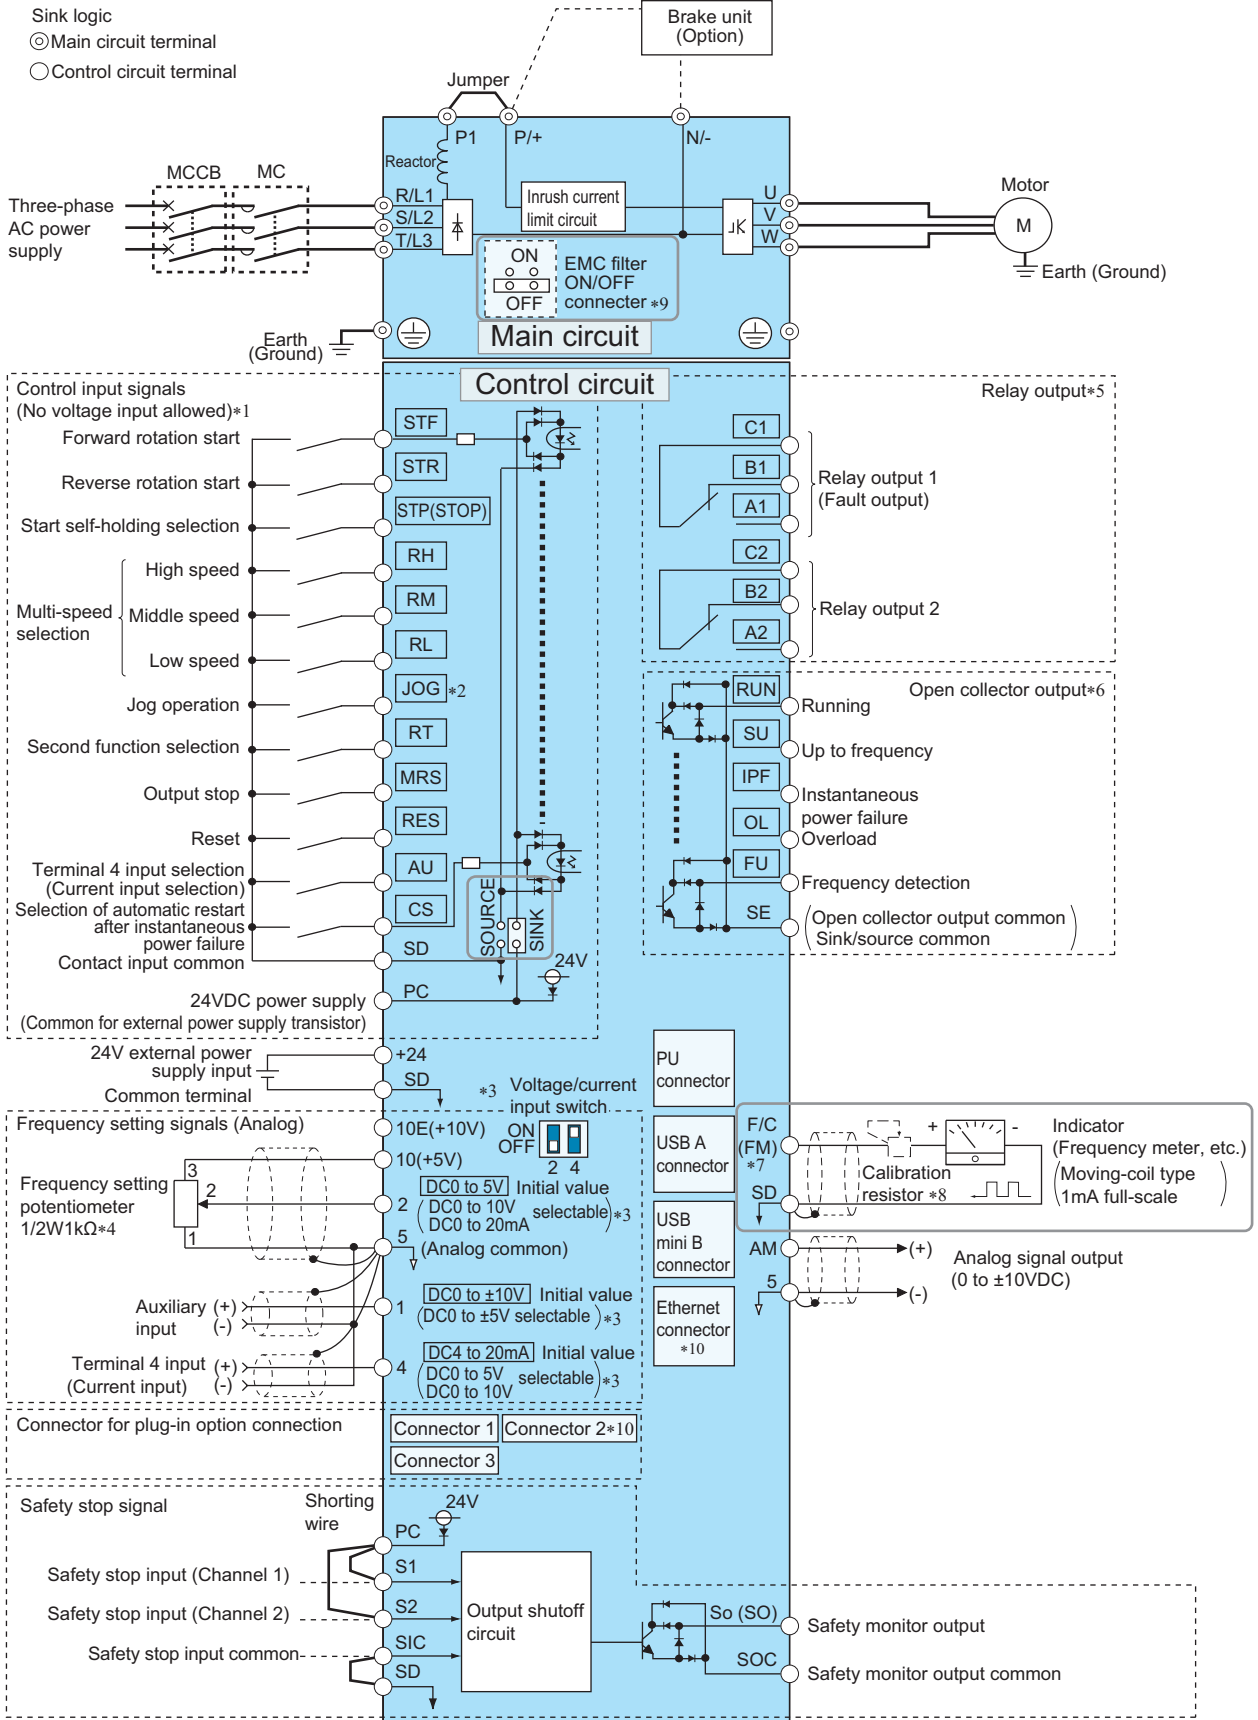 Sink logic
Main circuit terminal
Control circuit terminal
Brake unit
(Option)
Jumper
P1
P/+
N/-
Reactor
MCCB
MC
Three-phase
AC power
supply
R/L1
S/L2
T/L3
Inrush current
limit circuit
U
V
W
Motor
M
Earth (Ground)
ON
OFF
EMC filter
ON/OFF
connecter *9
Earth
(Ground)
Main circuit
Control circuit
Control input signals
(No voltage input allowed)*1
Forward rotation start
STF
Reverse rotation start
STR
Start self-holding selection
STP(STOP)
Multi-speed
selection
High speed
RH
Middle speed
RM
Low speed
RL
Jog operation
JOG *2
Second function selection
RT
Output stop
MRS
Reset
RES
Terminal 4 input selection
(Current input selection)
AU
Selection of automatic restart
after instantaneous
power failure
CS
Contact input common
SD
SOURCE
SINK
24V
24VDC power supply
(Common for external power supply transistor)
PC
Relay output*5
C1
B1
A1
Relay output 1
(Fault output)
C2
B2
A2
Relay output 2
Open collector output*6
RUN
Running
SU
Up to frequency
IPF
Instantaneous
power failure
OL
Overload
FU
Frequency detection
SE
Open collector output common
Sink/source common
24V external power
supply input
+24
Common terminal
SD
*3 Voltage/current
input switch
ON
OFF
2 4
Frequency setting signals (Analog)
10E(+10V)
10(+5V)
Frequency setting
potentiometer
1/2W1kΩ*4
3
2
1
2
DC0 to 5V Initial value
DC0 to 10V
DC0 to 20mA
selectable *3
5
(Analog common)
Auxiliary
input
(+)
(-)
1
DC0 to ±10V Initial value
(DC0 to ±5V selectable) *3
Terminal 4 input
(Current input)
(+)
(-)
4
DC4 to 20mA Initial value
DC0 to 5V
DC0 to 10V
selectable *3
PU
connector
USB A
connector
USB
mini B
connector
Ethernet
connector
*10
F/C
(FM)
*7
SD
+
-
Calibration
resistor *8
Indicator
(Frequency meter, etc.)
Moving-coil type
1mA full-scale
AM
5
(+)
(-)
Analog signal output
(0 to ±10VDC)
Connector for plug-in option connection
Connector 1
Connector 2*10
Connector 3
Safety stop signal
Shorting
wire
24V
PC
Safety stop input (Channel 1)
S1
Safety stop input (Channel 2)
S2
Safety stop input common
SIC
SD
Output shutoff
circuit
So (SO)
Safety monitor output
SOC
Safety monitor output common